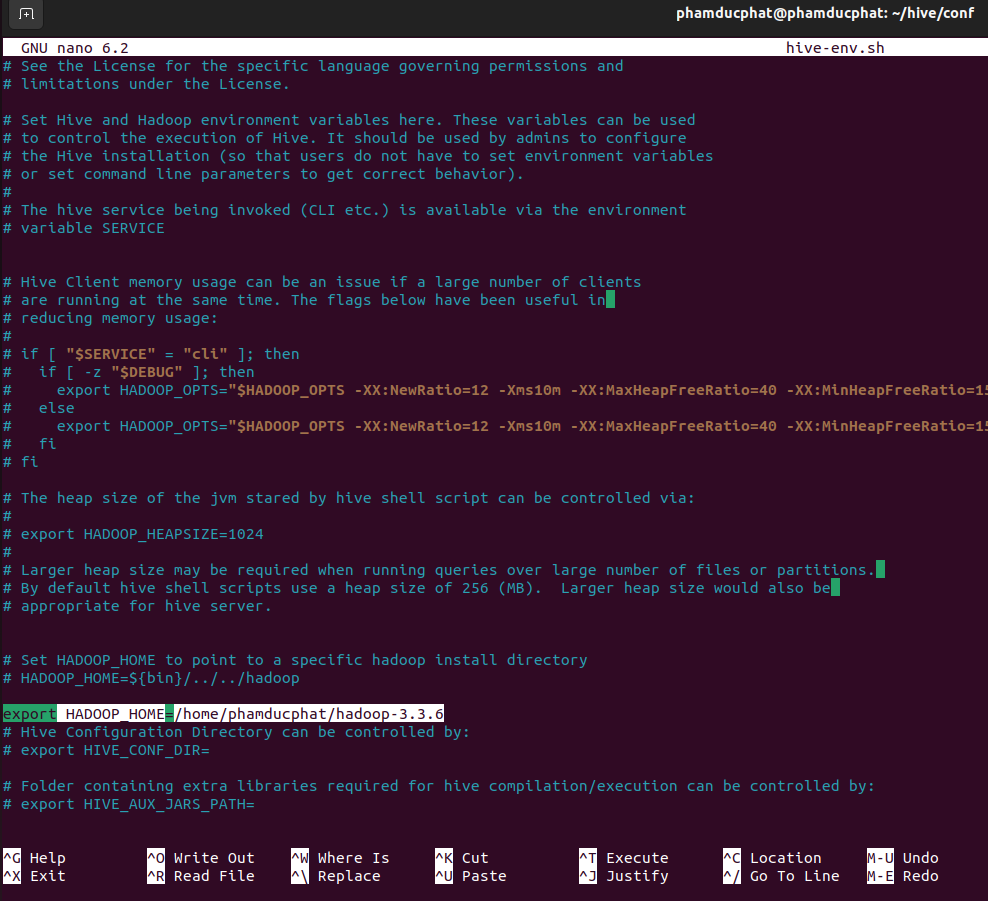 phamducphat@phamducphat: ~/hive/conf
GNU nano 6.2 hive-env.sh
# See the License for the specific language governing permissions and
# limitations under the License.
# Set Hive and Hadoop environment variables here. These variables can be used
# to control the execution of Hive. It should be used by admins to configure
# the Hive installation (so that users do not have to set environment variables
# or set command line parameters to get correct behavior).
#
# The hive service being invoked (CLI etc.) is available via the environment
# variable SERVICE
# Hive Client memory usage can be an issue if a large number of clients
# are running at the same time. The flags below have been useful in
# reducing memory usage:
#
# if [ "$SERVICE" = "cli" ]; then
#   if [ -z "$DEBUG" ]; then
#     export HADOOP_OPTS="$HADOOP_OPTS -XX:NewRatio=12 -Xms10m -XX:MaxHeapFreeRatio=40 -XX:MinHeapFreeRatio=15
#   else
#     export HADOOP_OPTS="$HADOOP_OPTS -XX:NewRatio=12 -Xms10m -XX:MaxHeapFreeRatio=40 -XX:MinHeapFreeRatio=15
#   fi
# fi
# The heap size of the jvm stared by hive shell script can be controlled via:
#
# export HADOOP_HEAPSIZE=1024
#
# Larger heap size may be required when running queries over large number of files or partitions.
# By default hive shell scripts use a heap size of 256 (MB).  Larger heap size would also be
# appropriate for hive server.
# Set HADOOP_HOME to point to a specific hadoop install directory
# HADOOP_HOME=${bin}/../../hadoop
export HADOOP_HOME=/home/phamducphat/hadoop-3.3.6
# Hive Configuration Directory can be controlled by:
# export HIVE_CONF_DIR=
# Folder containing extra libraries required for hive compilation/execution can be controlled by:
# export HIVE_AUX_JARS_PATH=
^G Help ^O Write Out ^W Where Is ^K Cut ^T Execute ^C Location M-U Undo
^X Exit ^R Read File ^\ Replace ^U Paste ^J Justify ^/ Go To Line M-E Redo